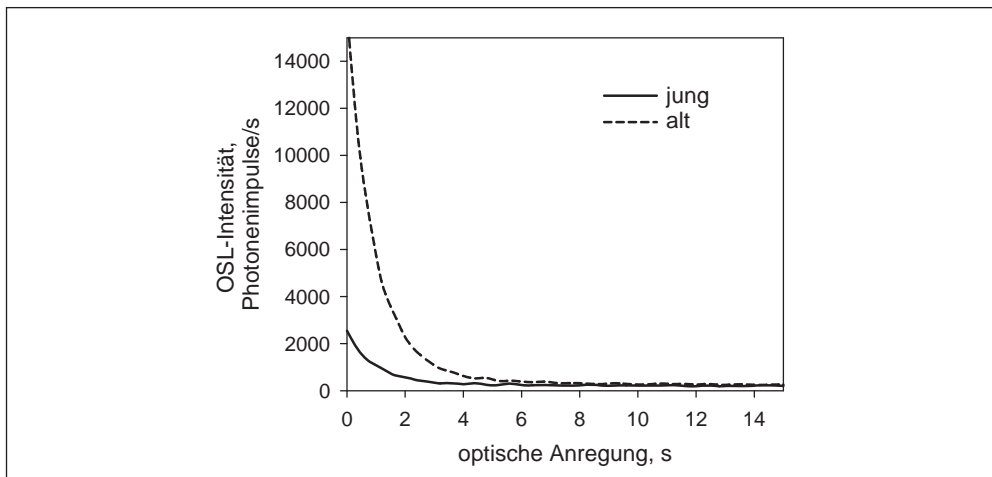 14000
12000
10000
8000
6000
4000
2000
0
OSL-Intensität,
Photonenimpulse/s
jung
alt
0 2 4 6 8 10 12 14
optische Anregung, s